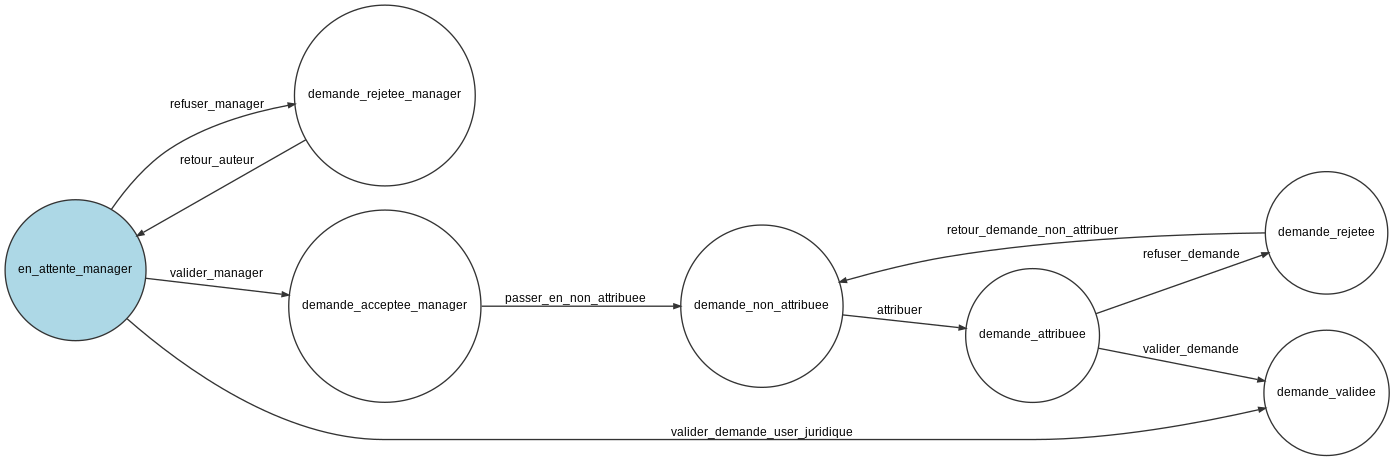 demande_rejetee_manager
refuser_manager
retour_auteur
en_attente_manager
valider_manager
demande_acceptee_manager
passer_en_non_attribuee
demande_non_attribuee
attribuer
demande_attribuee
retour_demande_non_attribuer
demande_rejetee
refuser_demande
valider_demande
demande_validee
valider_demande_user_juridique